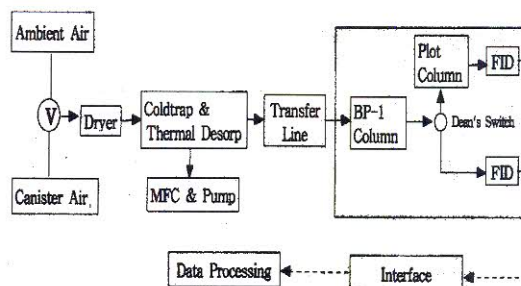 Ambient Air
V
Dryer
Canister Air
Coldtrap &
Thermal Desorp
MFC & Pump
Transfer
Line
BP-1
Column
Plot
Column
FID
Dean's Switch
FID
Data Processing
Interface